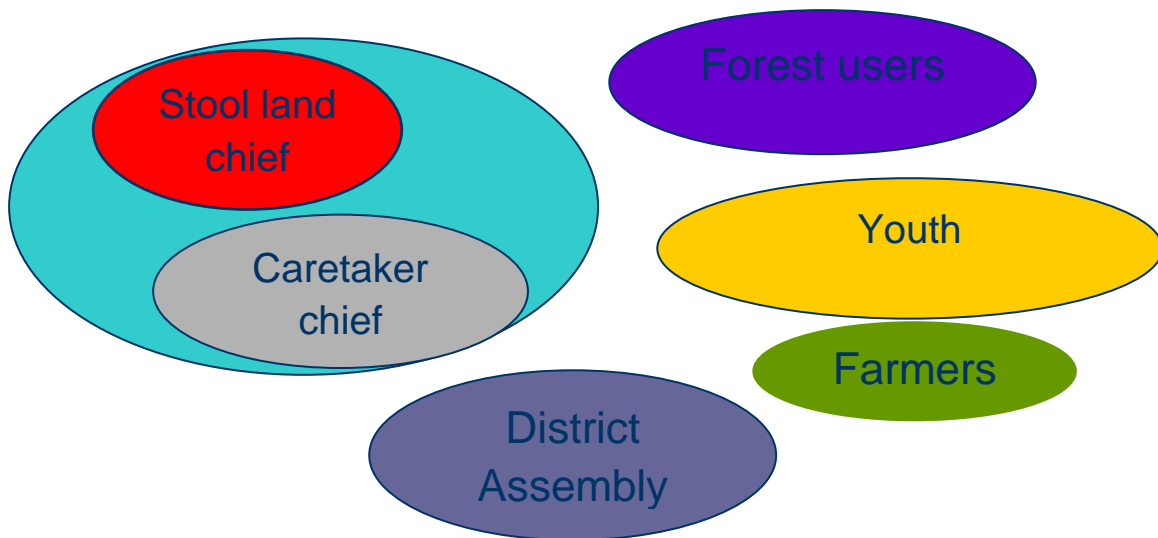 Stool land
chief
Caretaker
chief
Forest users
Youth
Farmers
District
Assembly